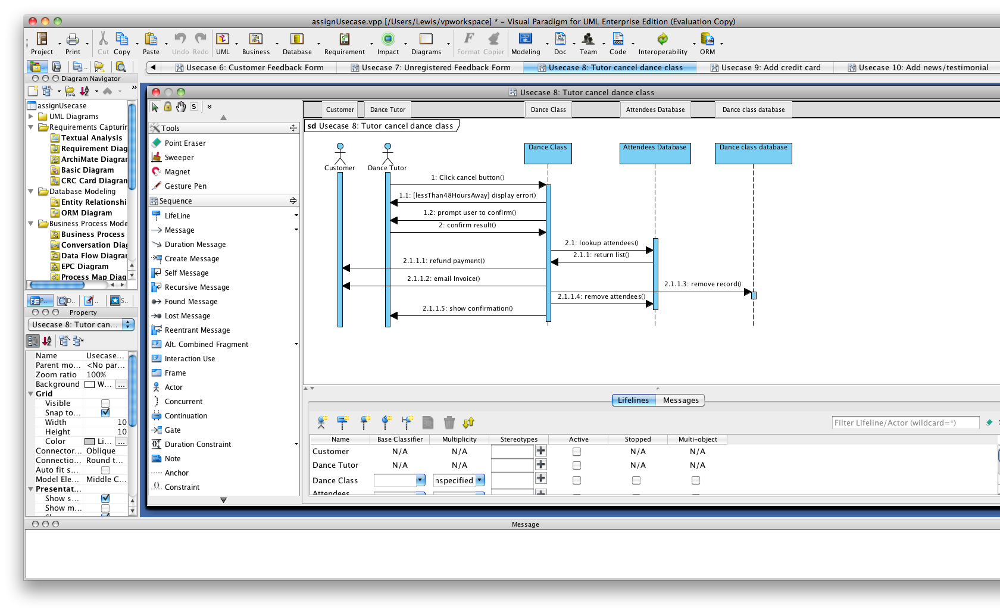 assignUsecase.vpp [/Users/Lewis/vpworkspace] * – Visual Paradigm for UML Enterprise Edition (Evaluation Copy)
Project Print Cut Copy Paste Undo Redo UML Business Database Requirement Impact Diagrams Format Copier Modeling Doc Team Code Interoperability ORM
Usecase 6: Customer Feedback Form Usecase 7: Unregistered Feedback Form Usecase 8: Tutor cancel dance class Usecase 9: Add credit card Usecase 10: Add news/testimonial
Diagram Navigator
assignUsecase
UML Diagrams
Requirements Capturin
Textual Analysis
Requirement Diag
ArchiMate Diagrar
Basic Diagram
CRC Card Diagran
Database Modeling
Entity Relationshi
ORM Diagram
Business Process Mode
Business Process
Conversation Diag
Data Flow Diagrar
EPC Diagram
Process Map Diag
P.. D.. .. S..
Property
Usecase 8: Tutor can...
Name Usecase...
Parent mo... <No par...
Zoom ratio 100%
Background W... ...
Grid
Visible
Snap to...
Width 10
Height 10
Color Li... ...
Connector... Oblique
Connectio... Round t...
Auto fit s...
Model Ele... Middle C...
Presentat...
Show s...
Show m...
Usecase 8: Tutor cancel dance class
S
Tools
Point Eraser
Sweeper
Magnet
Gesture Pen
Sequence
LifeLine
Message
Duration Message
Create Message
Self Message
Recursive Message
Found Message
Lost Message
Reentrant Message
Alt. Combined Fragment
Interaction Use
Frame
Actor
Concurrent
Continuation
Gate
Duration Constraint
Note
Anchor
Constraint
Customer Dance Tutor Dance Class Attendees Database Dance class database
sd Usecase 8: Tutor cancel dance class
Dance Class Attendees Database Dance class database
Customer Dance Tutor
1: Click cancel button()
1.1: [lessThan48HoursAway] display error()
1.2: prompt user to confirm()
2: confirm result()
2.1: lookup attendees()
2.1.1: return list()
2.1.1.1: refund payment()
2.1.1.2: email Invoice()
2.1.1.3: remove record()
2.1.1.4: remove attendees()
2.1.1.5: show confirmation()
Lifelines Messages
Filter Lifeline/Actor (wildcard=*)
Name Base Classifier Multiplicity Stereotypes Active Stopped Multi-object
Customer N/A N/A N/A N/A
Dance Tutor N/A N/A N/A N/A
Dance Class nspecified
Attendees
Message